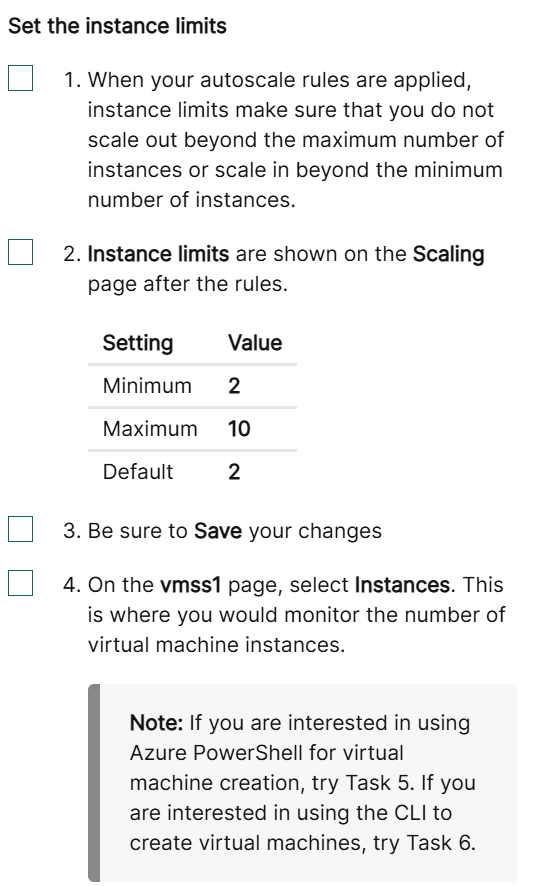 Set the instance limits
1. When your autoscale rules are applied,
instance limits make sure that you do not
scale out beyond the maximum number of
instances or scale in beyond the minimum
number of instances.
2. Instance limits are shown on the Scaling
page after the rules.
Setting Value
Minimum 2
Maximum 10
Default 2
3. Be sure to Save your changes
4. On the vmss1 page, select Instances. This
is where you would monitor the number of
virtual machine instances.
Note: If you are interested in using
Azure PowerShell for virtual
machine creation, try Task 5. If you
are interested in using the CLI to
create virtual machines, try Task 6.